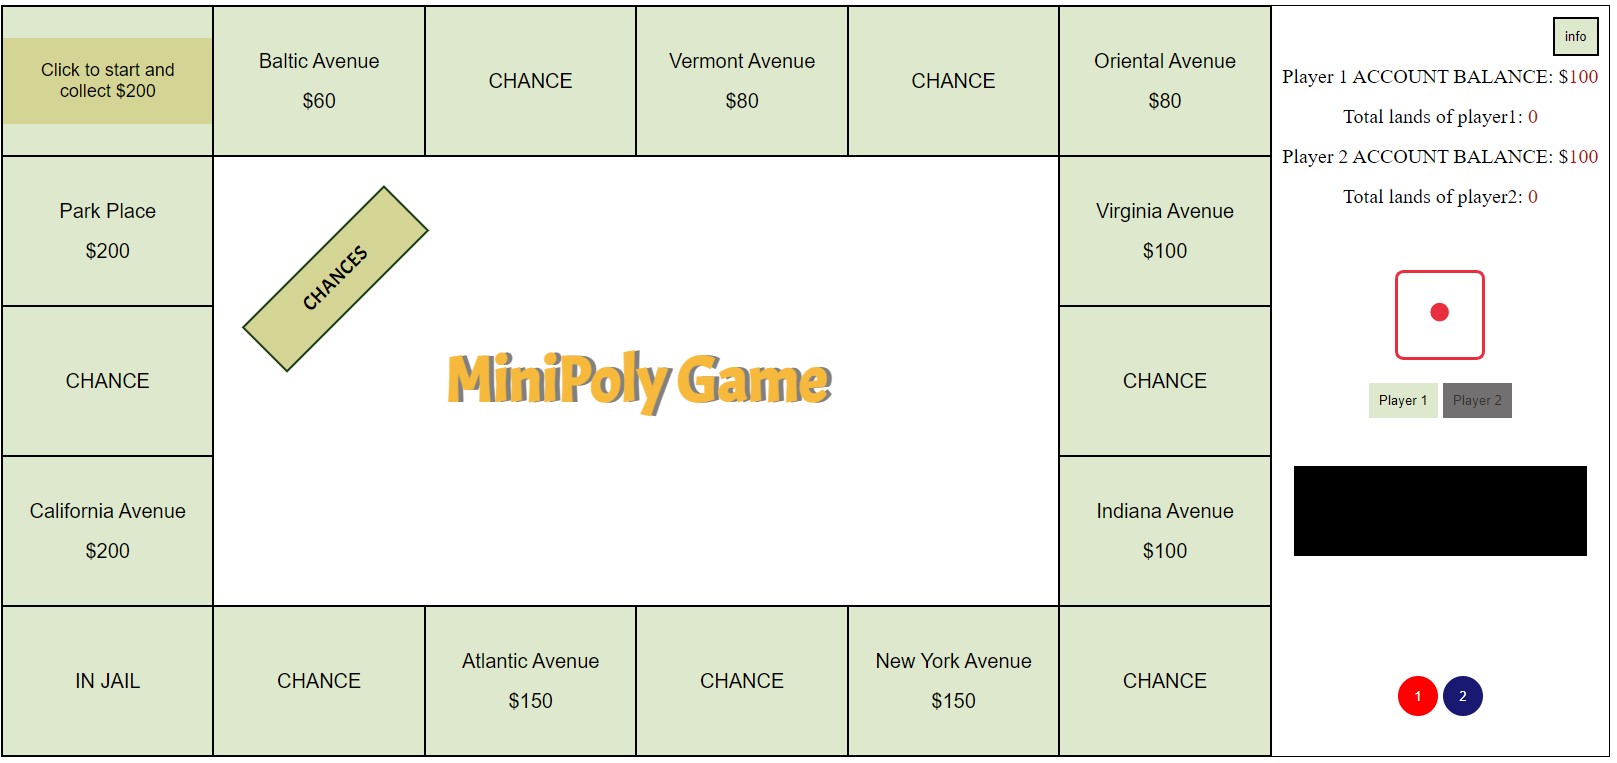 Click to start and
collect $200
Baltic Avenue
$60
CHANCE
Vermont Avenue
$80
CHANCE
Oriental Avenue
$80
info
Player 1 ACCOUNT BALANCE: $100
Total lands of player1: 0
Player 2 ACCOUNT BALANCE: $100
Total lands of player2: 0
Park Place
$200
CHANCES
Virginia Avenue
$100
CHANCE
MiniPoly Game
CHANCE
Player 1
Player 2
California Avenue
$200
Indiana Avenue
$100
IN JAIL
CHANCE
Atlantic Avenue
$150
CHANCE
New York Avenue
$150
CHANCE
1
2